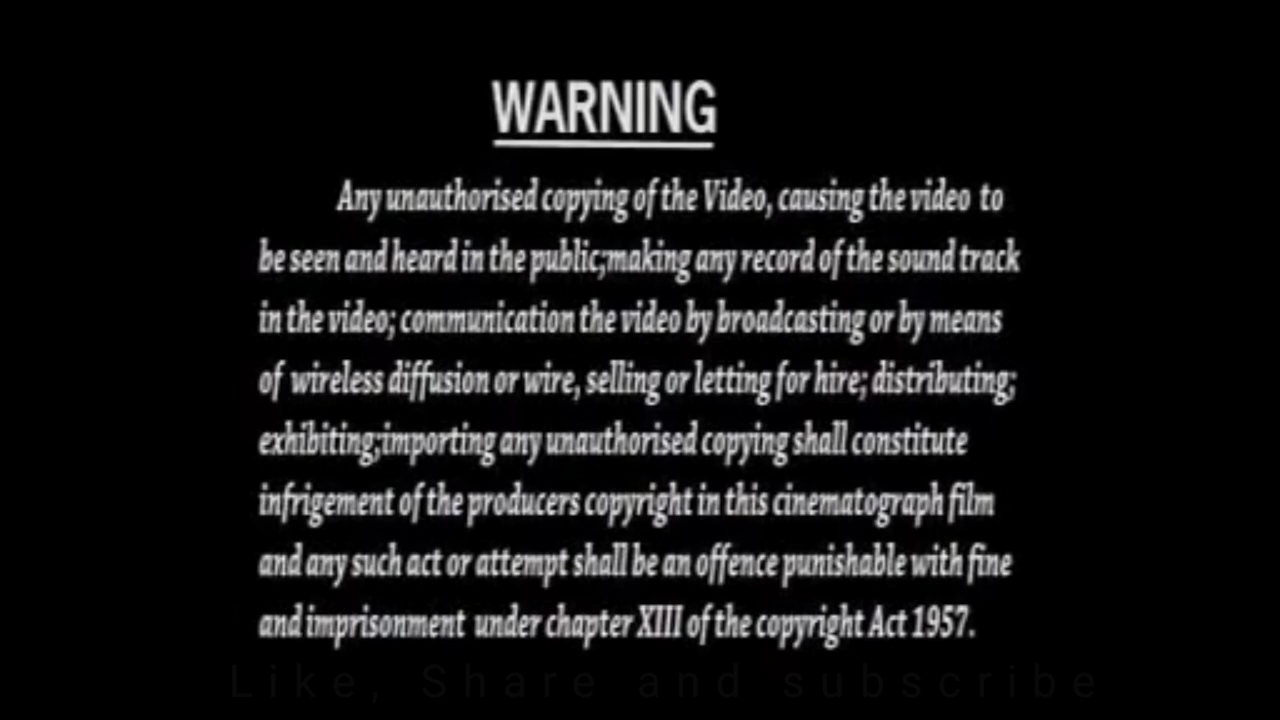 WARNING
Any unauthorised copying of the Video, causing the video to
be seen and heard in the public;making any record of the sound track
in the video; communication the video by broadcasting or by means
of wireless diffusion or wire, selling or letting for hire; distributing;
exhibiting;importing any unauthorised copying shall constitute
infrigement of the producers copyright in this cinematograph film
and any such act or attempt shall be an offence punishable with fine
and imprisonment under chapter XIII of the copyright Act 1957.
Like, Share and subscribe